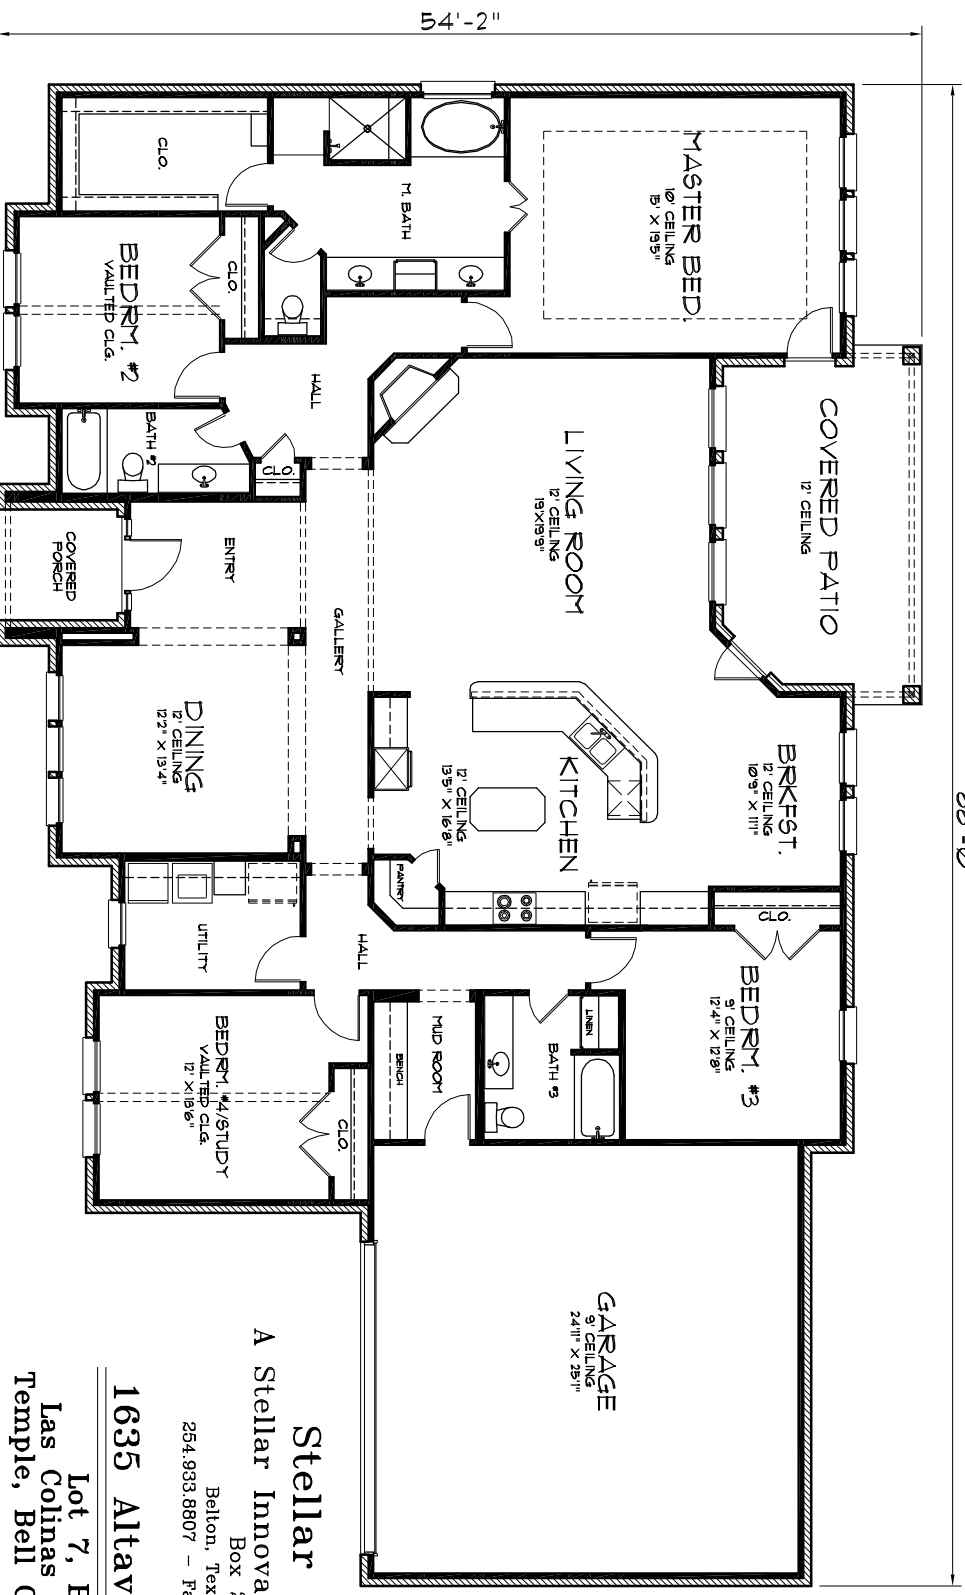 54'-2"
MASTER BED.
10' CEILING
15' X 19'5"
CLO.
M. BATH
BEDRM. #2
VAULTED CLG.
CLO.
HALL
BATH #2
CLO.
COVERED PATIO
12' CEILING
LIVING ROOM
12' CEILING
19'X19'9"
ENTRY
COVERED
PORCH
GALLERY
DINING
12' CEILING
12'2" X 13'4"
KITCHEN
12' CEILING
13'5" X 16'8"
BRKFST.
12' CEILING
10'9" X 11'1"
PANTRY
CLO.
UTILITY
HALL
BEDRM. #3
9' CEILING
12'4" X 12'8"
LINEN
BATH #3
MUD ROOM
BENCH
BEDRM. #4/STUDY
VAULTED CLG.
12' X 13'6"
CLO.
GARAGE
9' CEILING
24'11" X 25'1"
Stellar
A Stellar Innova
Box
Belton, Tex
254.933.8807 - Fa
1635 Altav
Lot 7,
Las Colinas
Temple, Bell